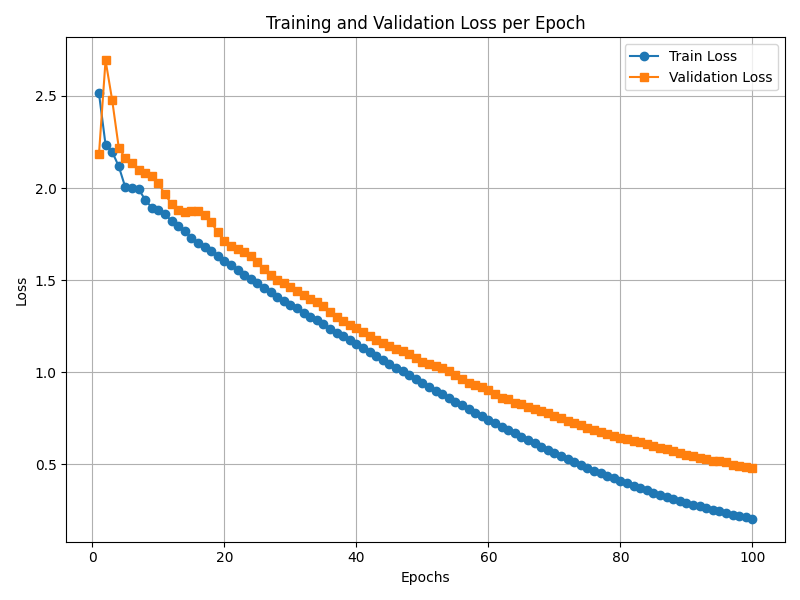 Training and Validation Loss per Epoch
Train Loss
Validation Loss
2.5
2.0
1.5
1.0
0.5
Loss
0 20 40 60 80 100
Epochs